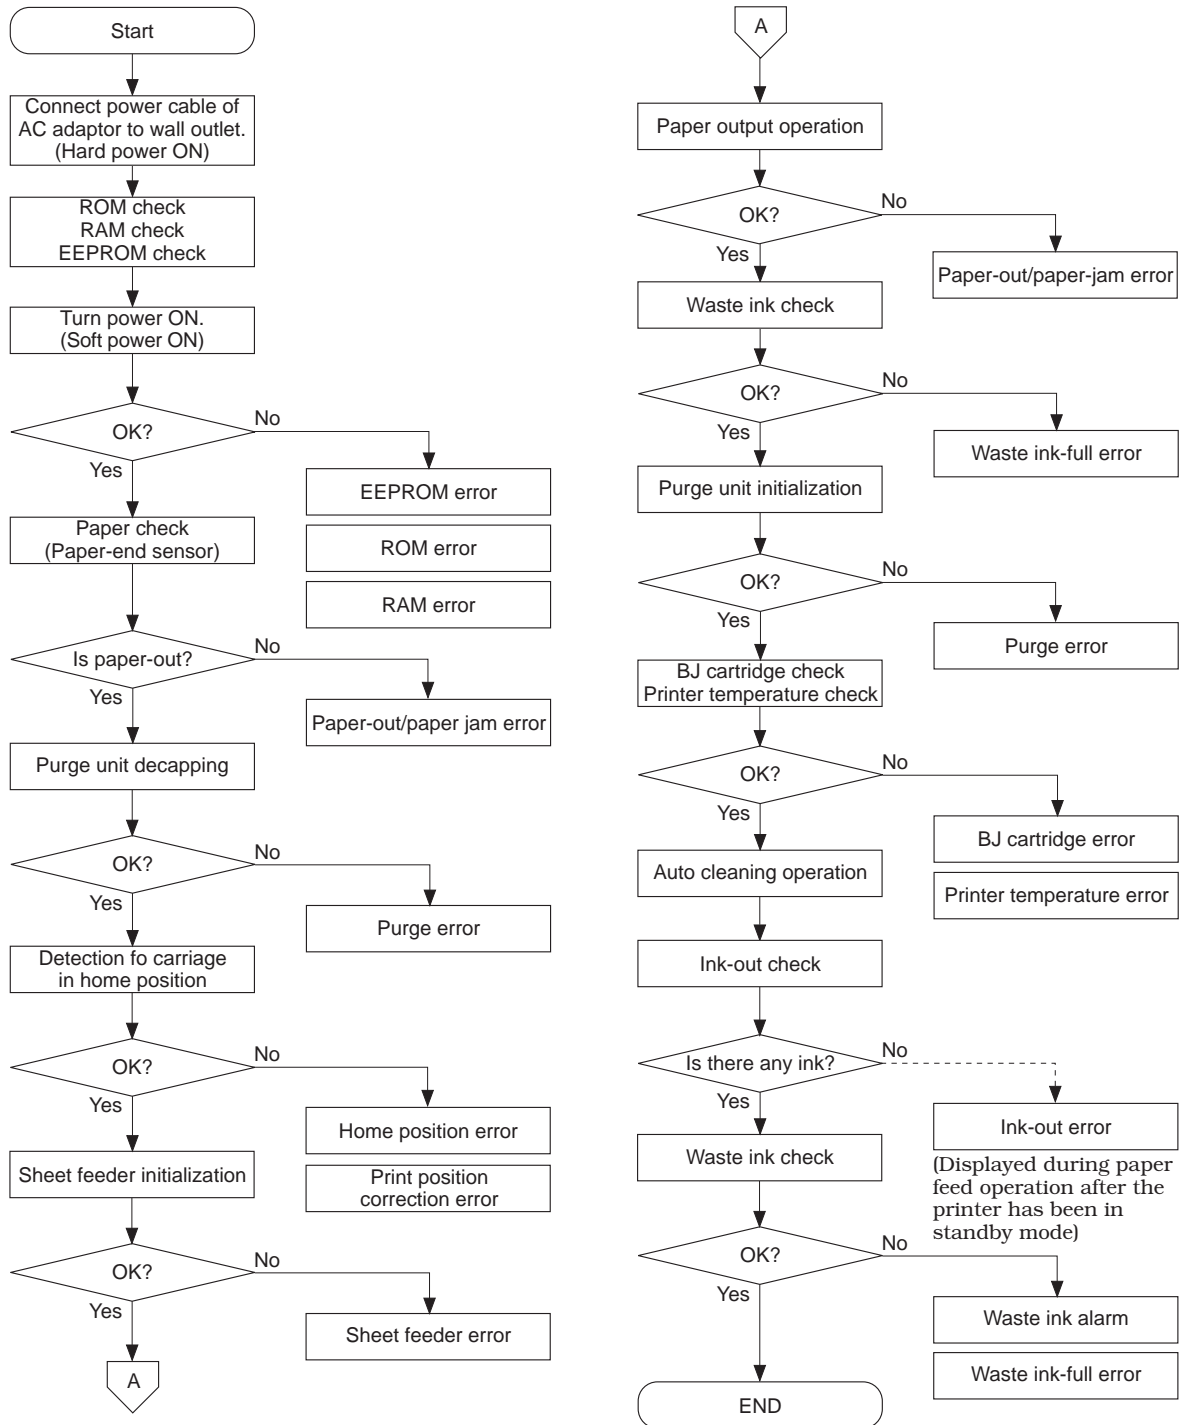 Start
Connect power cable of
AC adaptor to wall outlet.
(Hard power ON)
ROM check
RAM check
EEPROM check
Turn power ON.
(Soft power ON)
OK?
No
Yes
EEPROM error
ROM error
RAM error
Paper check
(Paper-end sensor)
Is paper-out?
No
Yes
Paper-out/paper jam error
Purge unit decapping
OK?
No
Yes
Purge error
Detection fo carriage
in home position
OK?
No
Yes
Home position error
Print position
correction error
Sheet feeder initialization
OK?
No
Yes
Sheet feeder error
A
A
Paper output operation
OK?
No
Yes
Paper-out/paper-jam error
Waste ink check
OK?
No
Yes
Waste ink-full error
Purge unit initialization
OK?
No
Yes
Purge error
BJ cartridge check
Printer temperature check
OK?
No
Yes
BJ cartridge error
Printer temperature error
Auto cleaning operation
Ink-out check
Is there any ink?
No
Yes
Ink-out error
(Displayed during paper
feed operation after the
printer has been in
standby mode)
Waste ink check
OK?
No
Yes
Waste ink alarm
Waste ink-full error
END